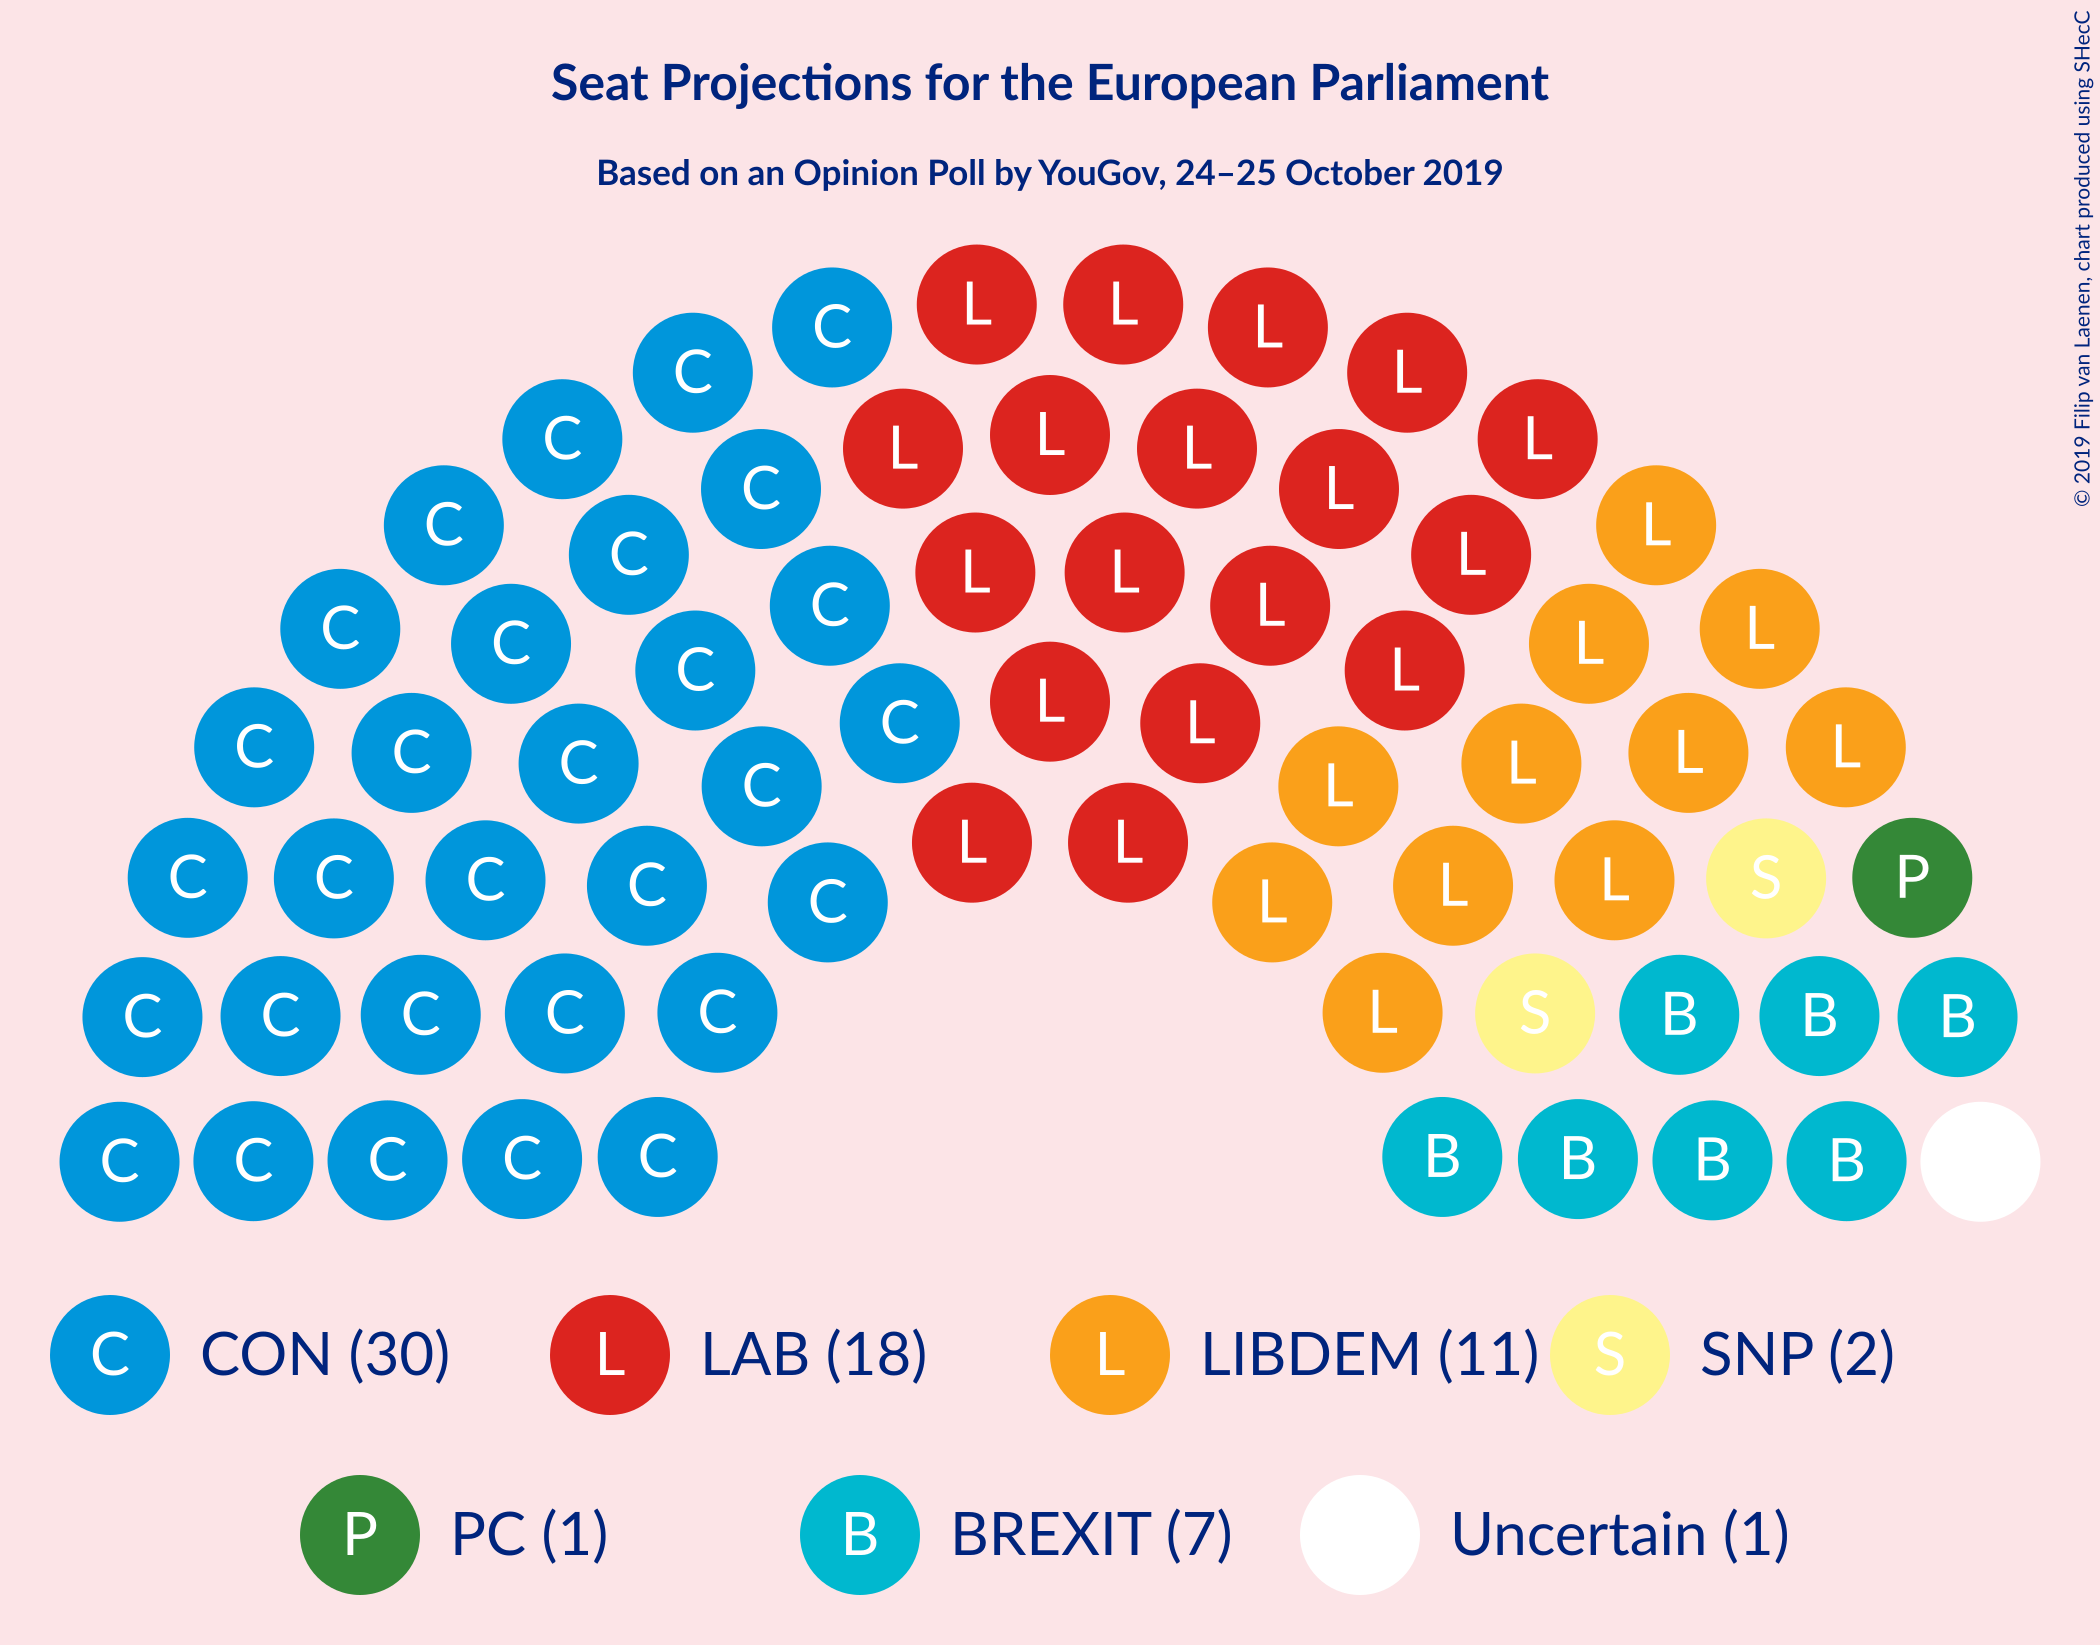 Seat Projections for the European Parliament
Based on an Opinion Poll by YouGov, 24–25 October 2019
© 2019 Filip van Laenen, chart produced using SHecC
L L
C L
C L
C L
L
L L
C L
C L
L L
C C L L
C L
C L
C L
C L
C L
L
C L
C C L L
C C L L
C C L L
L L
C C C C L L S P
C L
C C C C C L S B B B
C C C C C B B B B
C CON (30) L LAB (18) L LIBDEM (11) S SNP (2)
P PC (1) B BREXIT (7) Uncertain (1)